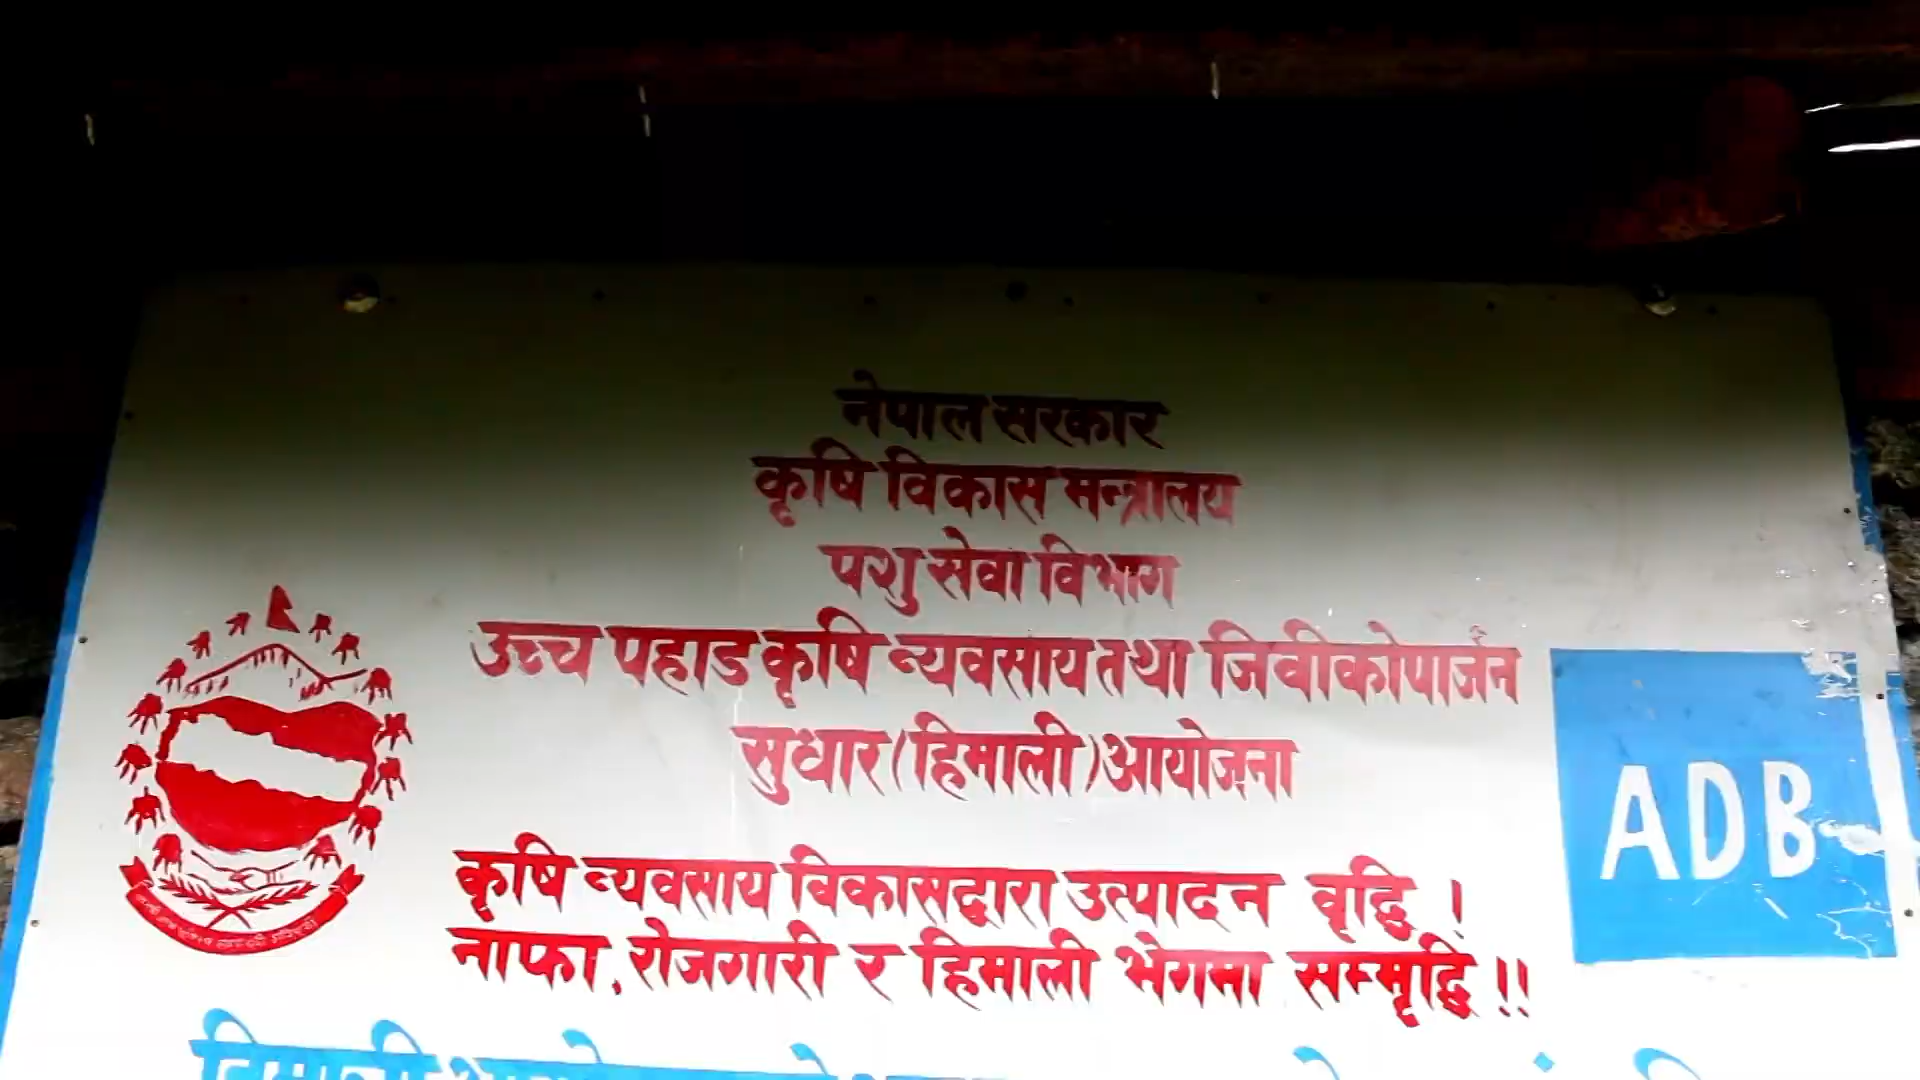 नेपाल सरकार
कृषि विकास मन्त्रालय
पशु सेवा विभाग
उच्च पहाड कृषि व्यवसाय तथा जिवीकोपार्जन
सुधार (हिमाली) आयोजना
ADB
कृषि व्यवसाय विकासद्वारा उत्पादन वृद्धि ।
नाफा, रोजगारी र हिमाली भेगमा सम्मृद्धि !!
हिमाली